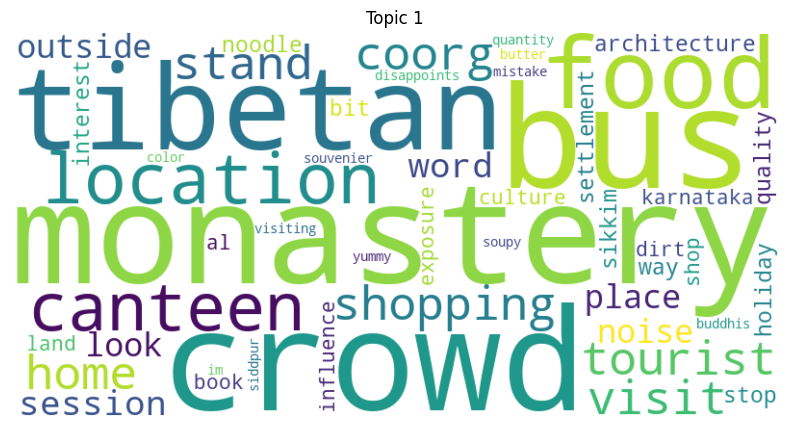 Topic 1
outside
noodle
stand
coorg
quantity
butter
disappoints
mistake
architecture
food
tibetan
interest
bit
bus
settlement
quality
color
souvenier
location
word
culture
karnataka
monastery
al
visiting
yummy
exposure
soupy
sikkim
dirt
way
shop
holiday
canteen
shopping
place
noise
buddhis
land
look
crowd
tourist
home
im
book
siddpur
influence
session
visit
stop